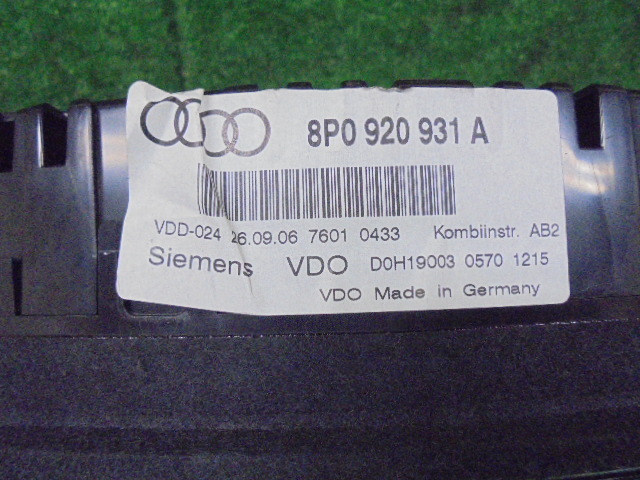 8P0 920 931 A
VDD-024 26.09.06 7601 0433 Kombiinstr. AB2
Siemens VDO D0H19003 0570 1215
VDO Made in Germany